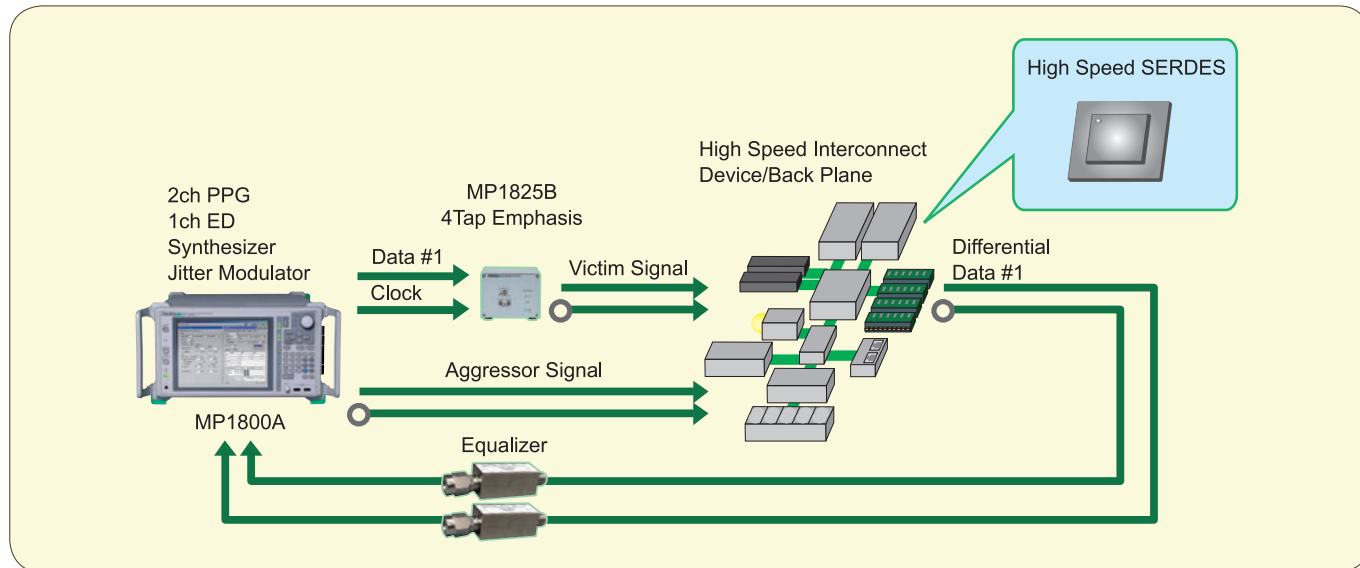 High Speed SERDES
High Speed Interconnect
Device/Back Plane
MP1825B
4Tap Emphasis
2ch PPG
1ch ED
Synthesizer
Jitter Modulator
Data #1
Clock
Victim Signal
Differential
Data #1
Aggressor Signal
MP1800A
Equalizer